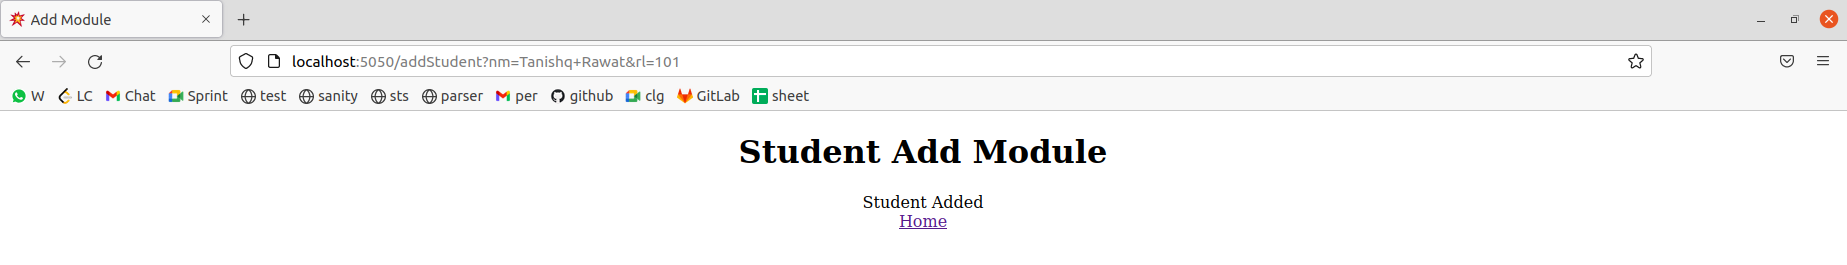 Add Module
localhost:5050/addStudent?nm=Tanishq+Rawat&rl=101
W LC Chat Sprint test sanity sts parser per github clg GitLab sheet
Student Add Module
Student Added
Home